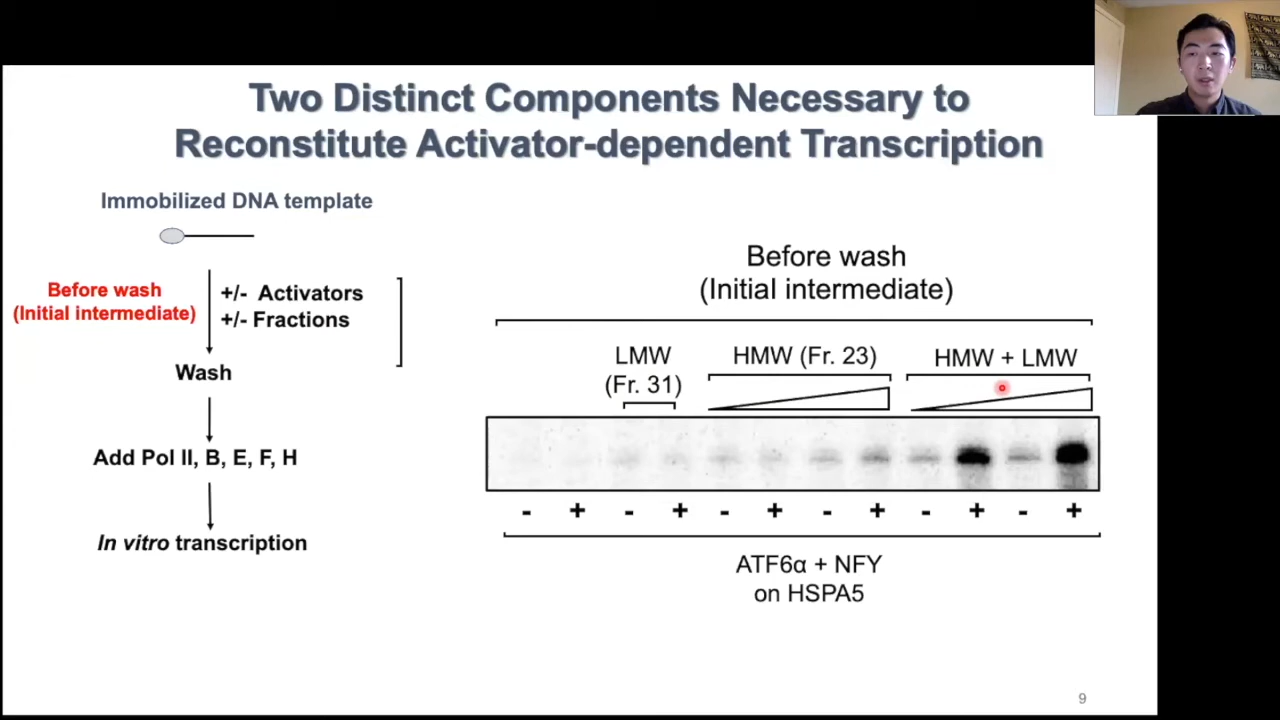 Two Distinct Components Necessary to
Reconstitute Activator-dependent Transcription
Immobilized DNA template
Before wash
(Initial intermediate)
+/- Activators
+/- Fractions
Wash
Add Pol II, B, E, F, H
In vitro transcription
Before wash
(Initial intermediate)
LMW
(Fr. 31)
HMW (Fr. 23)
HMW + LMW
- + - + - + - + - + - +
ATF6α + NFY
on HSPA5
9